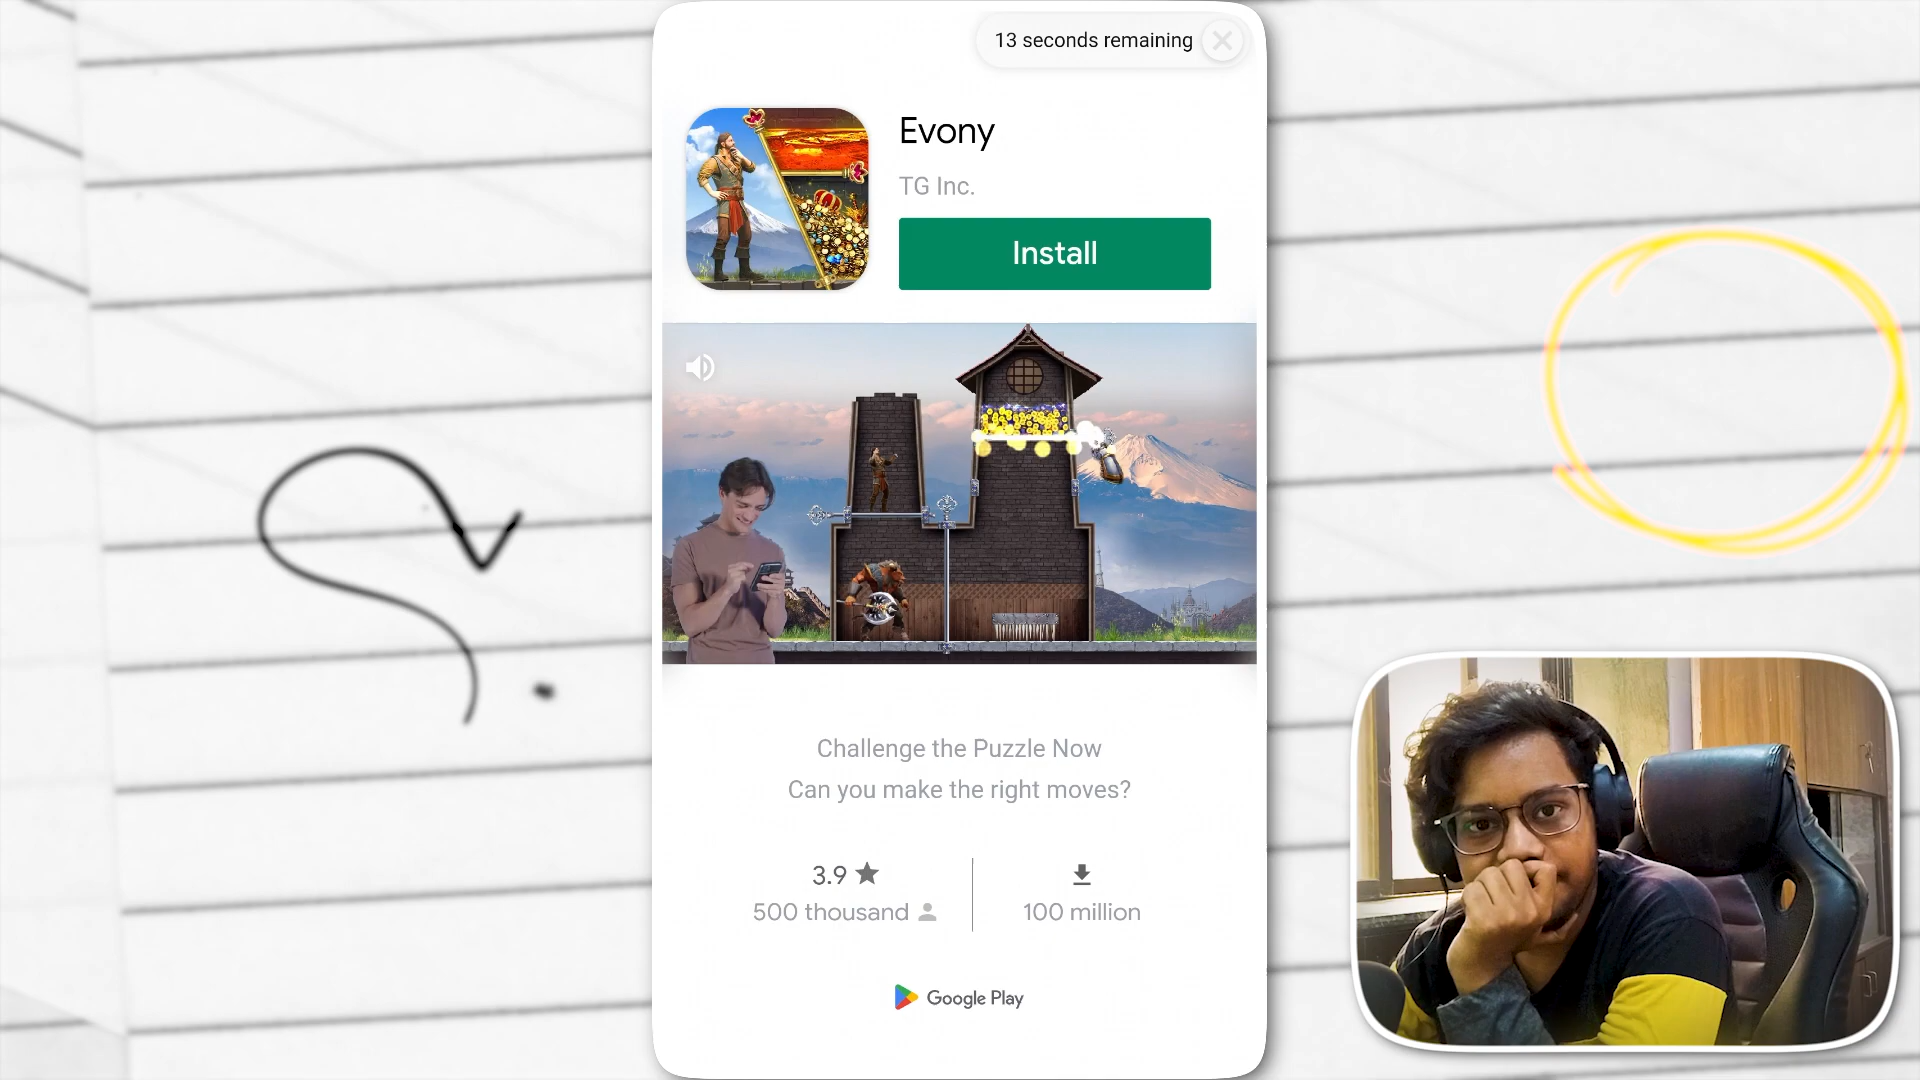 13 seconds remaining
Evony
TG Inc.
Install
Challenge the Puzzle Now
Can you make the right moves?
3.9
500 thousand
100 million
Google Play